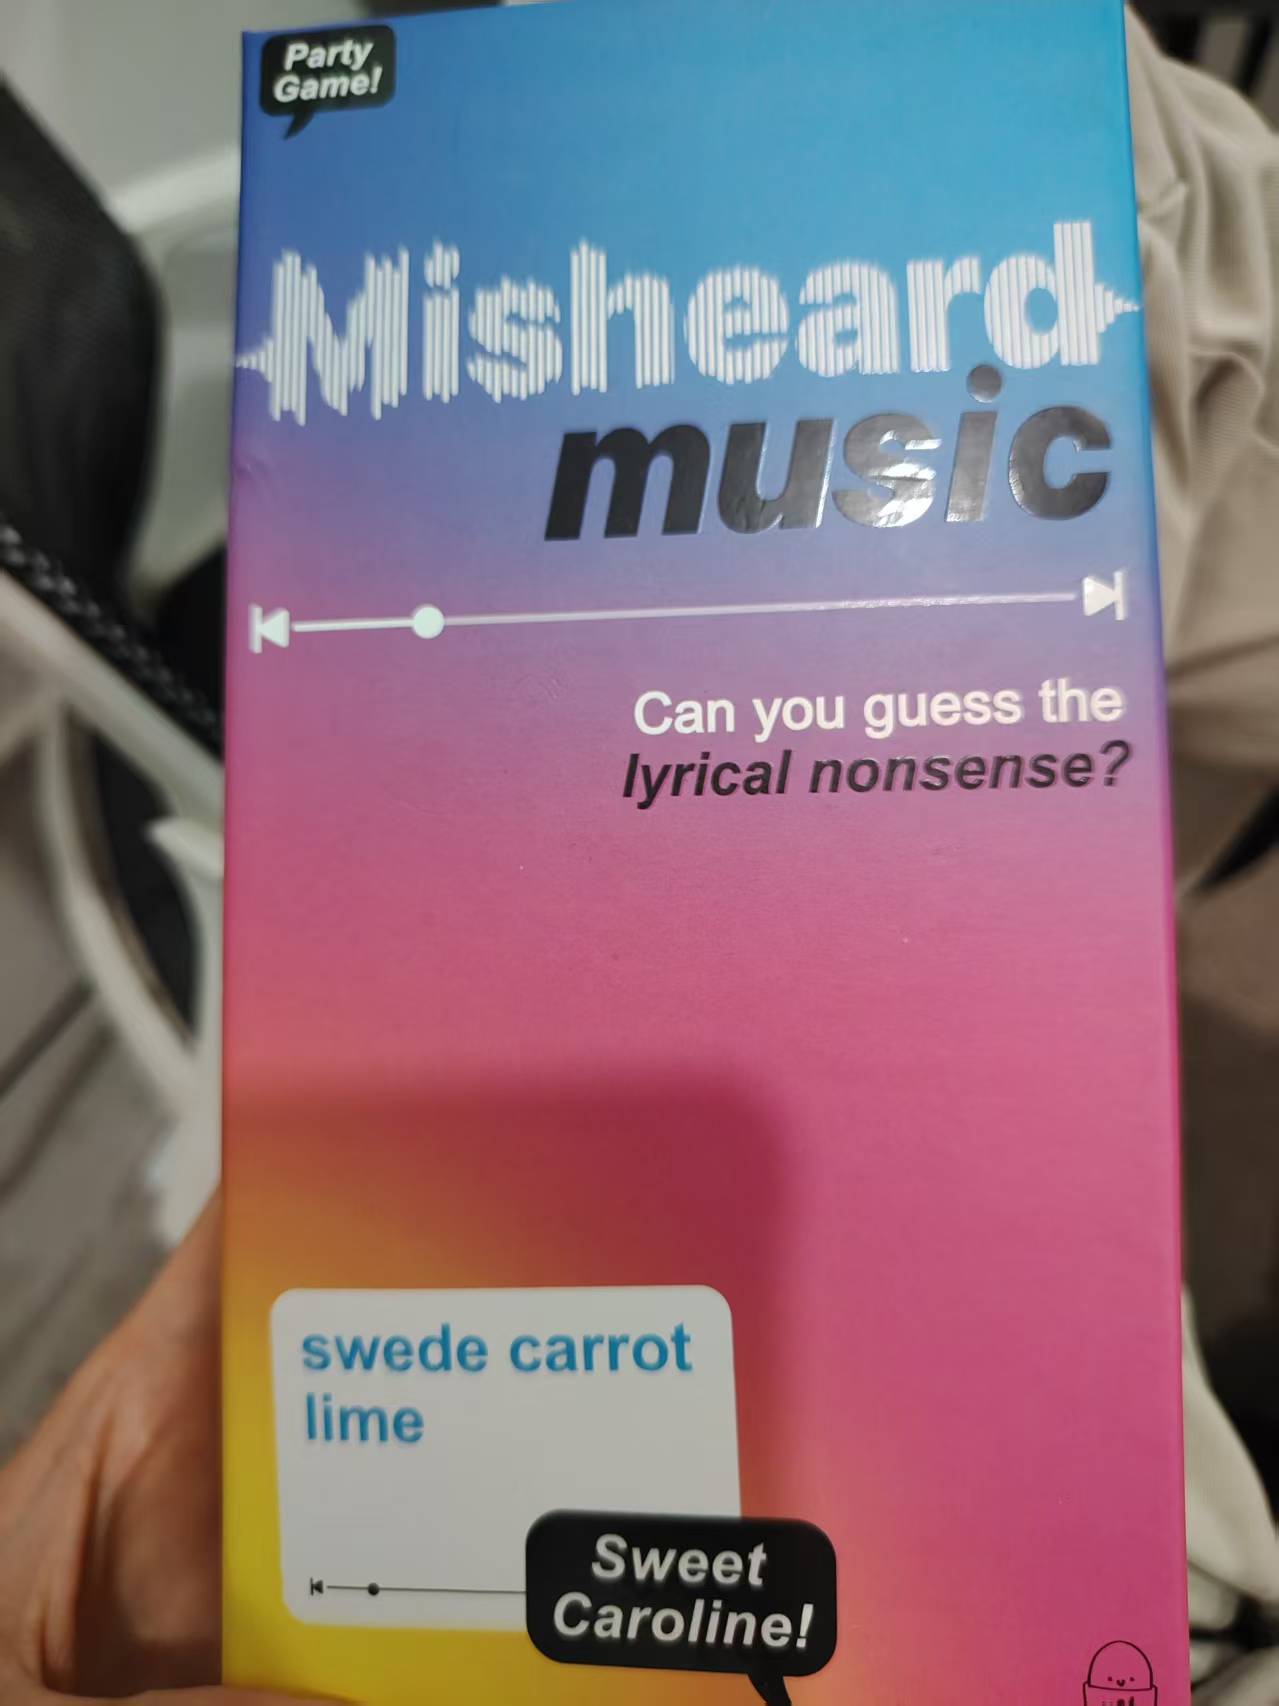 Party
Game!
Misheard
music
Can you guess the
lyrical nonsense?
swede carrot
lime
Sweet
Caroline!